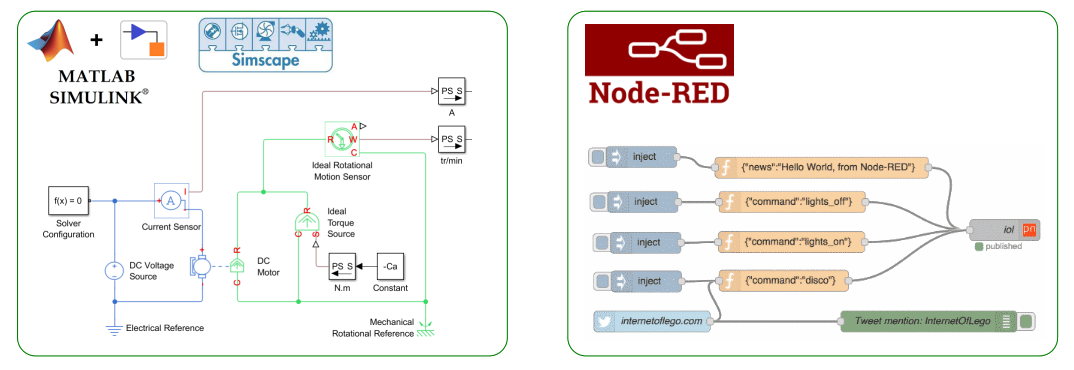 +
MATLAB
SIMULINK®
Simscape
PS S
A
A
R W
C
PS S
tr/min
Ideal Rotational
Motion Sensor
f(x) = 0
Solver
Configuration
+ A I
-
Current Sensor
R
C S
Ideal
Torque
Source
DC Voltage
Source
+
-
R
C
DC
Motor
PS S
N.m
-Ca
Constant
Electrical Reference
Mechanical
Rotational Reference
Node-RED
inject
f {"news":"Hello World, from Node-RED"}
inject
f {"command":"lights_off"}
iol pn
published
inject
f {"command":"lights_on"}
inject
f {"command":"disco"}
internetoflego.com
Tweet mention: InternetOfLego